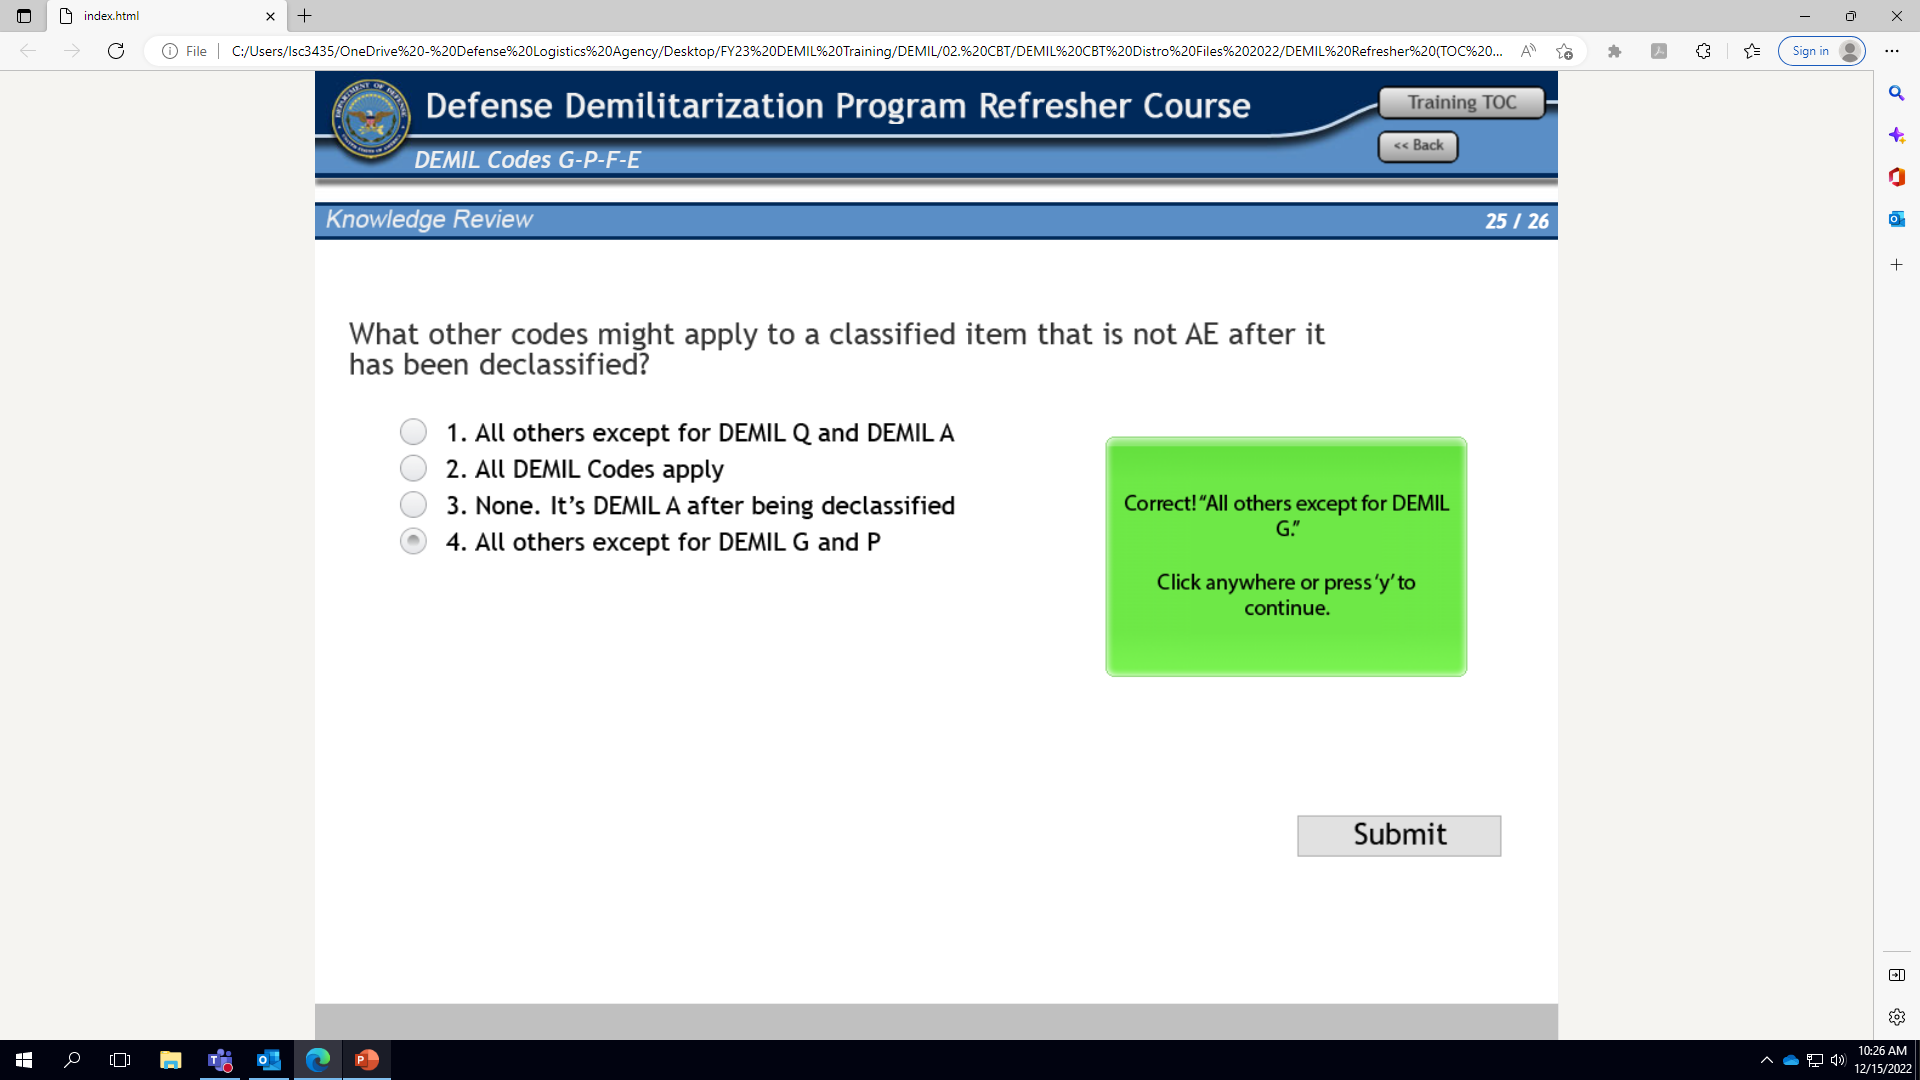 index.html
File
C:/Users/lsc3435/OneDrive%20-%20Defense%20Logistics%20Agency/Desktop/FY23%20DEMIL%20Training/DEMIL/02.%20CBT/DEMIL%20CBT%20Distro%20Files%202022/DEMIL%20Refresher%20(TOC%20...
Sign in
Defense Demilitarization Program Refresher Course
Training TOC
<< Back
DEMIL Codes G-P-F-E
Knowledge Review
25 / 26
What other codes might apply to a classified item that is not AE after it
has been declassified?
1. All others except for DEMIL Q and DEMIL A
2. All DEMIL Codes apply
3. None. It’s DEMIL A after being declassified
4. All others except for DEMIL G and P
Correct! “All others except for DEMIL
G.”
Click anywhere or press ‘y’ to
continue.
Submit
10:26 AM
12/15/2022